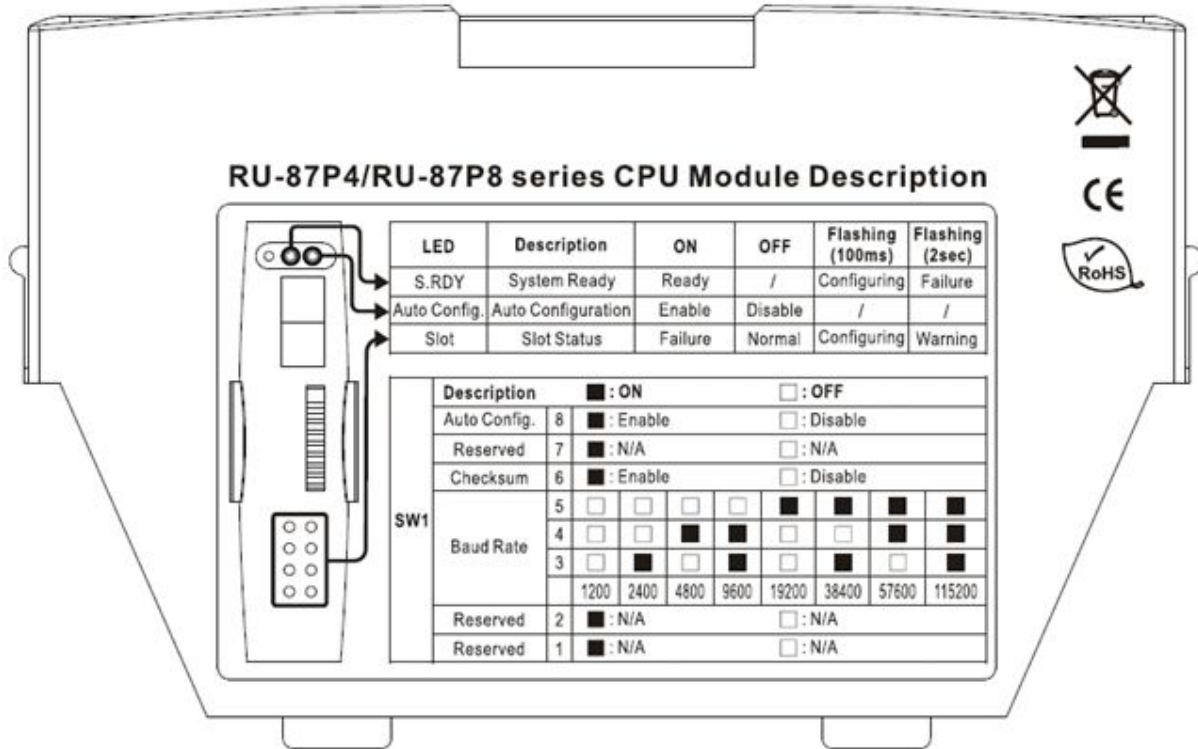 RU-87P4/RU-87P8 series CPU Module Description
CE
RoHS
LED Description ON OFF Flashing (100ms) Flashing (2sec)
S.RDY System Ready Ready / Configuring Failure
Auto Config. Auto Configuration Enable Disable / /
Slot Slot Status Failure Normal Configuring Warning
SW1
Description ■ : ON □ : OFF
Auto Config. 8 ■ : Enable □ : Disable
Reserved 7 ■ : N/A □ : N/A
Checksum 6 ■ : Enable □ : Disable
Baud Rate
5 □ □ □ □ ■ ■ ■ ■
4 □ □ ■ ■ □ □ ■ ■
3 □ ■ □ ■ □ ■ □ ■
1200 2400 4800 9600 19200 38400 57600 115200
Reserved 2 ■ : N/A □ : N/A
Reserved 1 ■ : N/A □ : N/A